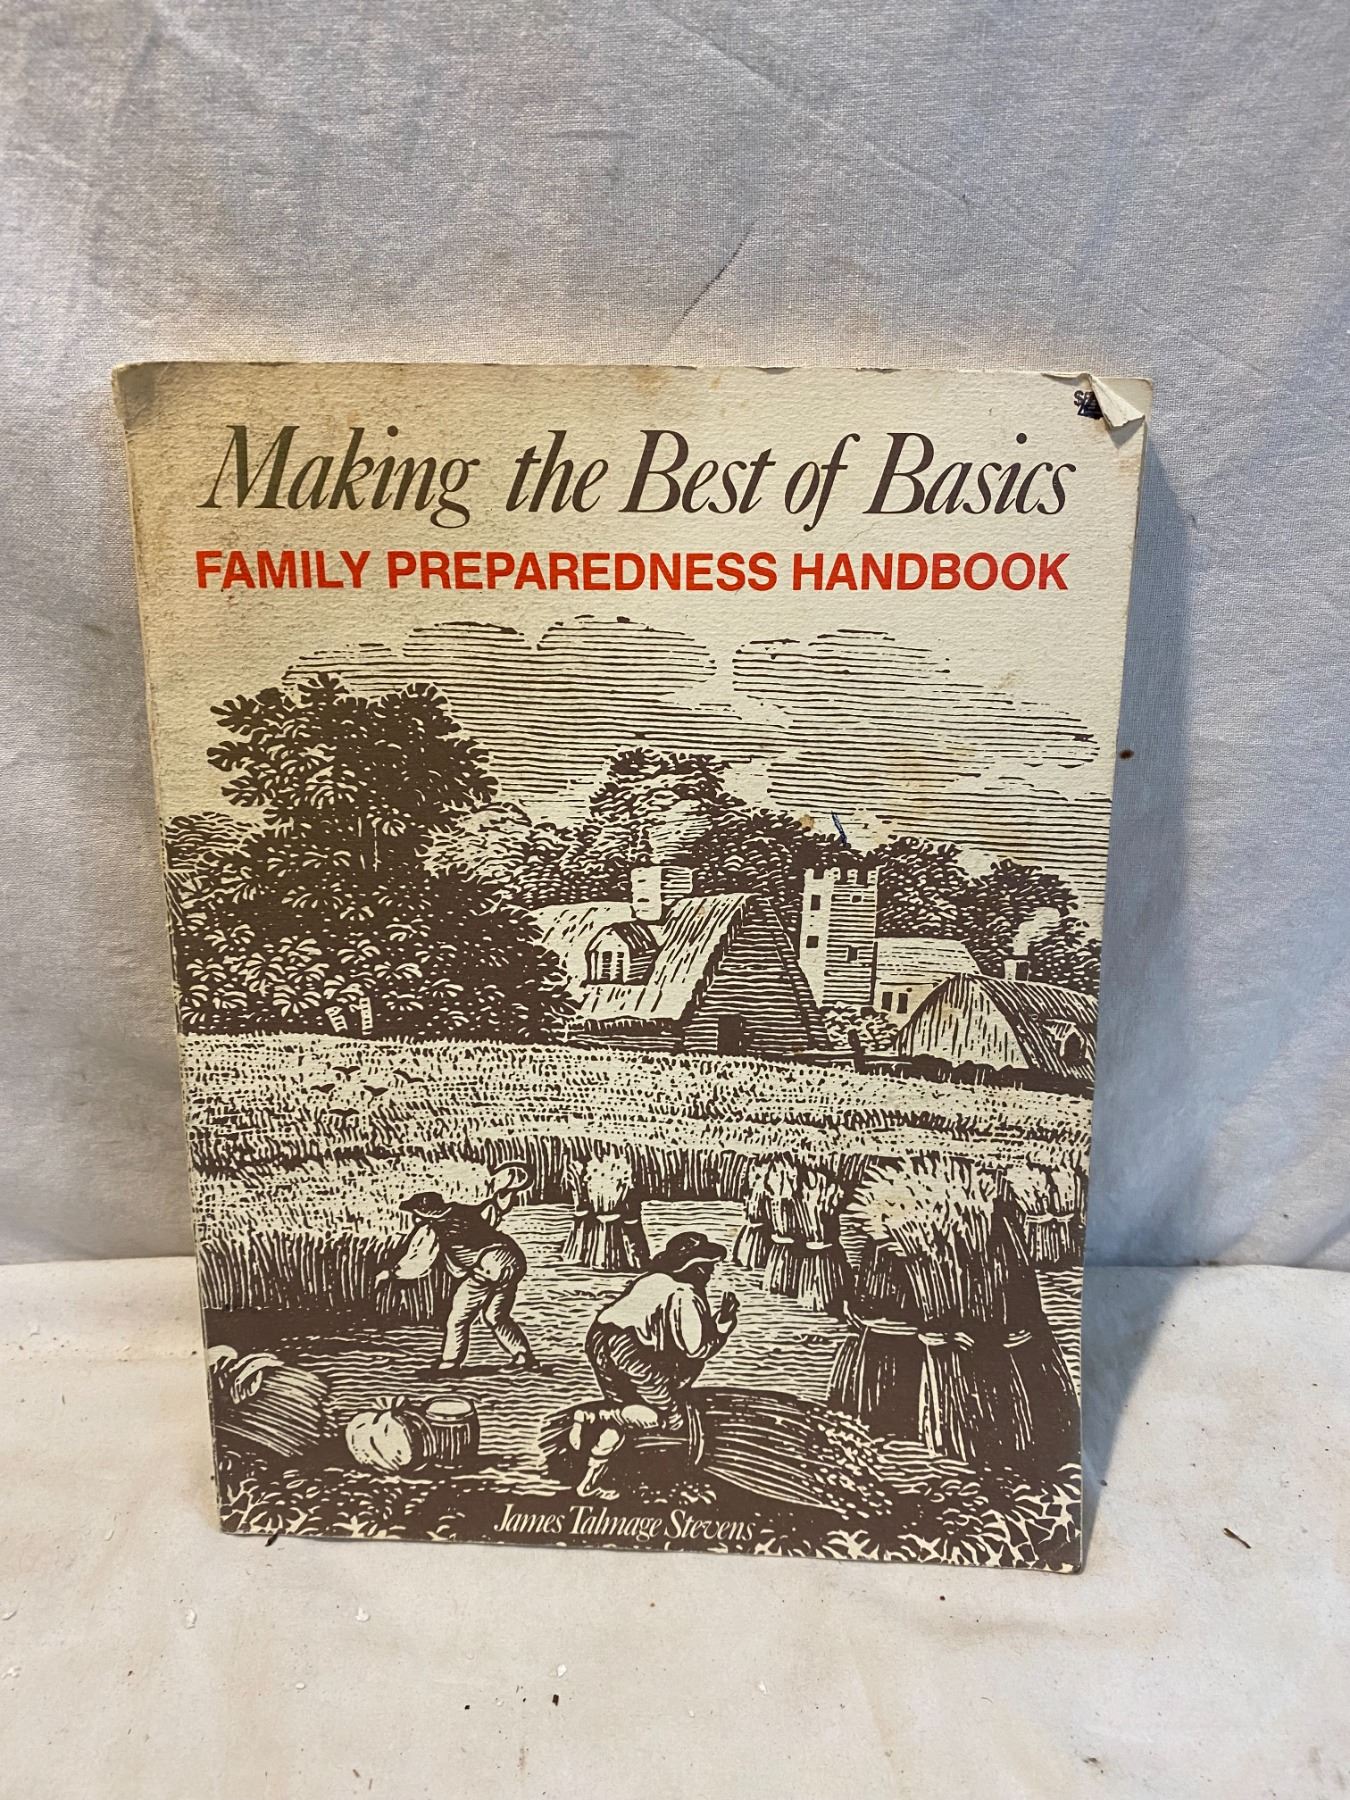 Making the Best of Basics
FAMILY PREPAREDNESS HANDBOOK
James Talmage Stevens